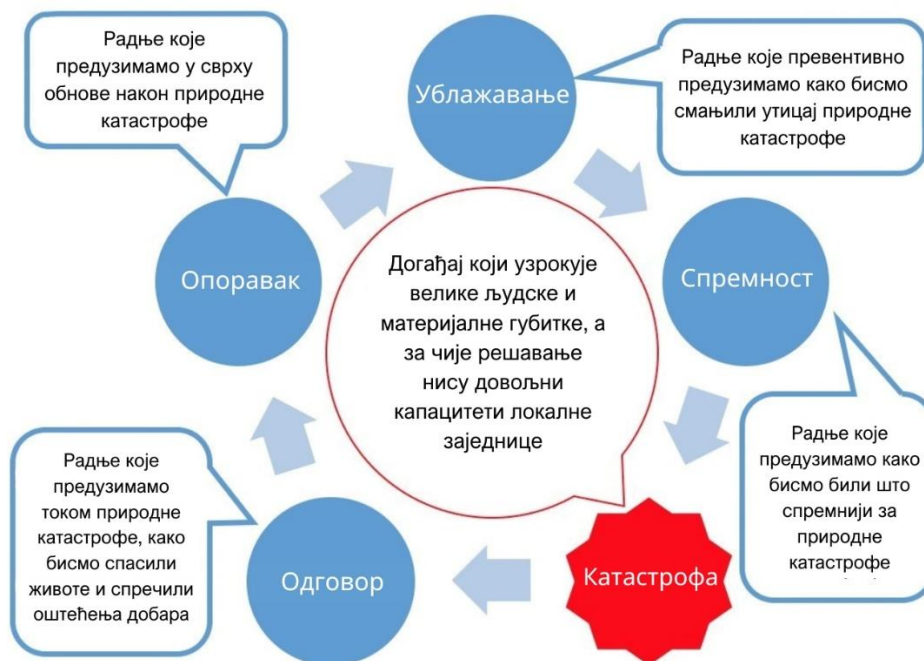 Радње које
предузимамо у сврху
обнове након природне
катастрофе
Ублажавање
Радње које превентивно
предузимамо како бисмо
смањили утицај природне
катастрофе
Опоравак
Догађај који узрокује
велике људске и
материјалне губитке, а
за чије решавање
нису довољни
капацитети локалне
заједнице
Спремност
Радње које
предузимамо
током природне
катастрофе, како
бисмо спасили
животе и спречили
оштећења добара
Одговор
Катастрофа
Радње које
предузимамо како
бисмо били што
спремнији за
природне
катастрофе